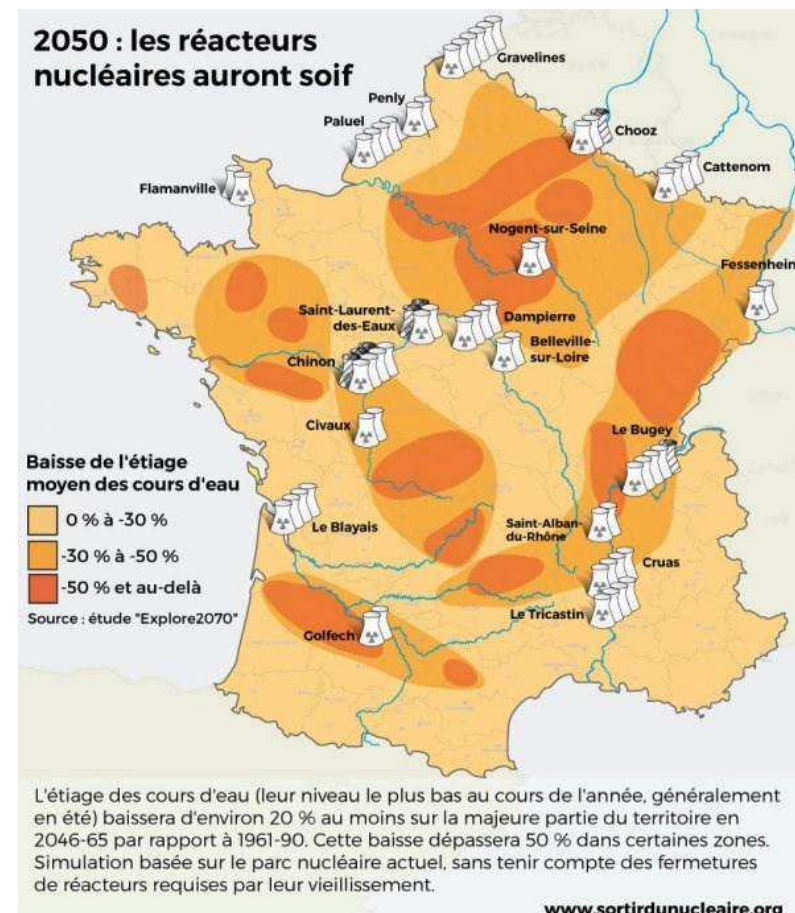 2050 : les réacteurs
nucléaires auront soif
Gravelines
Penly
Paluel
Chooz
Cattenom
Flamanville
Nogent-sur-Seine
Fessenheim
Saint-Laurent-
des-Eaux
Dampierre
Belleville-
sur-Loire
Chinon
Civaux
Le Bugey
Baisse de l'étiage
moyen des cours d'eau
0 % à -30 %
-30 % à -50 %
-50 % et au-delà
Source : étude "Explore2070"
Le Blayais
Saint-Alban-
du-Rhône
Cruas
Le Tricastin
Golfech
L'étiage des cours d'eau (leur niveau le plus bas au cours de l'année, généralement
en été) baissera d'environ 20 % au moins sur la majeure partie du territoire en
2046-65 par rapport à 1961-90. Cette baisse dépassera 50 % dans certaines zones.
Simulation basée sur le parc nucléaire actuel, sans tenir compte des fermetures
de réacteurs requises par leur vieillissement.
www.sortirdunucleaire.org